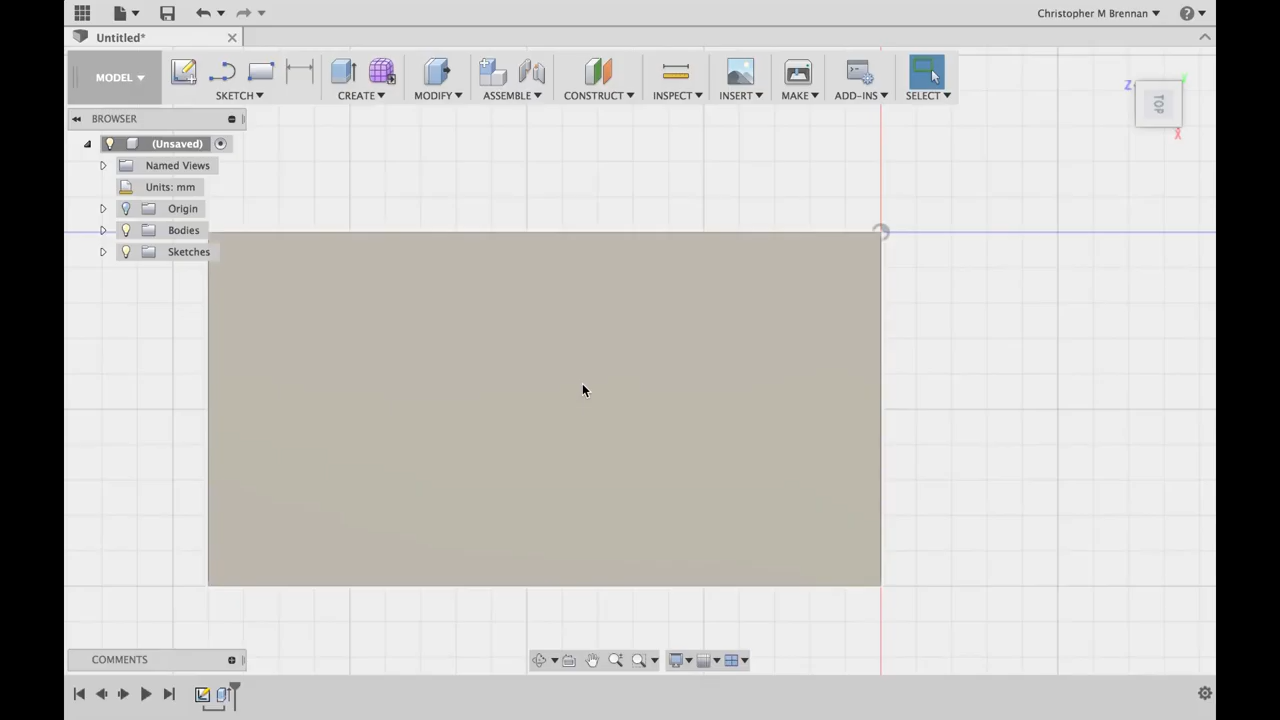 Christopher M Brennan
Untitled*
MODEL
SKETCH
CREATE
MODIFY
ASSEMBLE
CONSTRUCT
INSPECT
INSERT
MAKE
ADD-INS
SELECT
Z
TOP
X
BROWSER
(Unsaved)
Named Views
Units: mm
Origin
Bodies
Sketches
COMMENTS